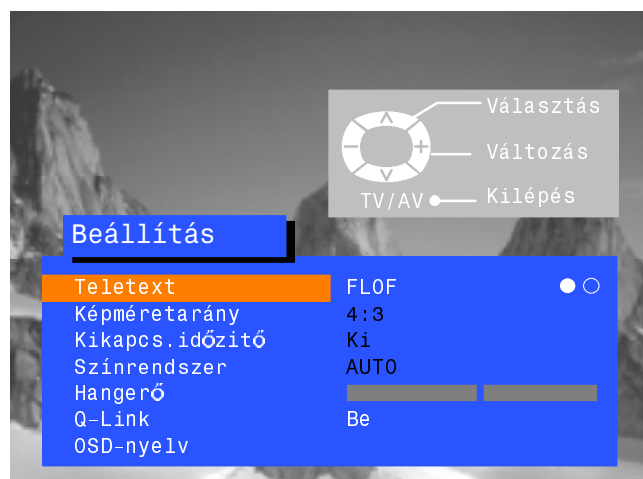 Választás
Változás
TV/AV Kilépés
Beállítás
Teletext FLOF
Képméretarány 4:3
Kikapcs.időzitő Ki
Színrendszer AUTO
Hangerő
Q-Link Be
OSD-nyelv